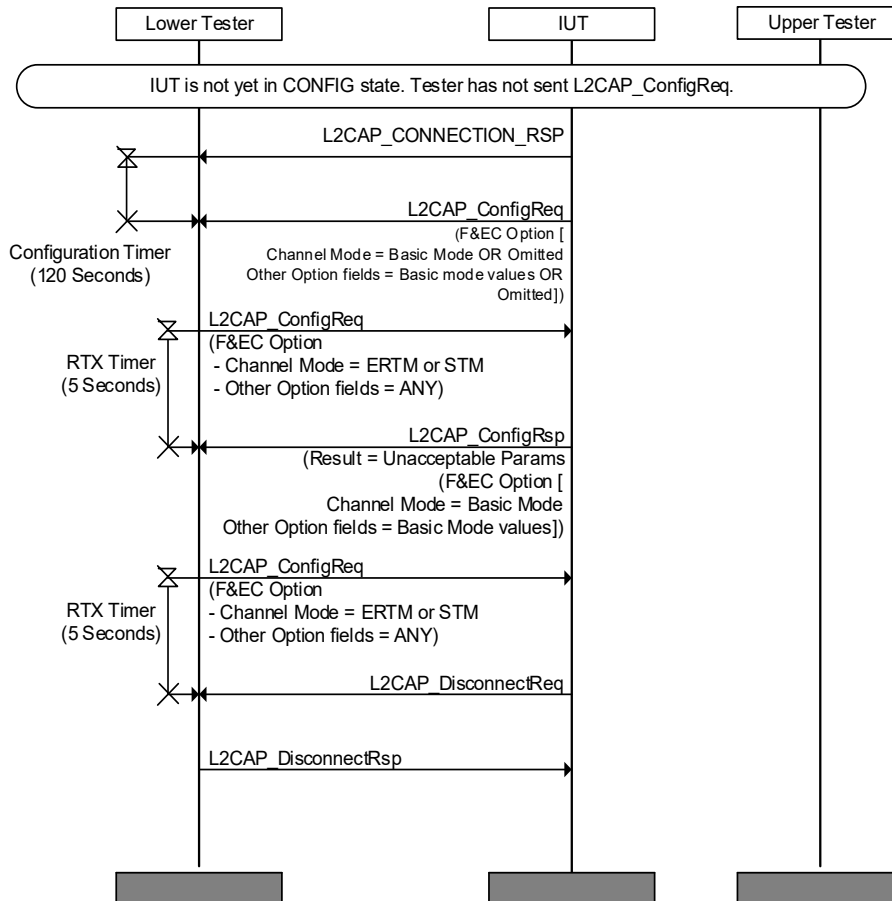 Lower Tester
IUT
Upper Tester
IUT is not yet in CONFIG state. Tester has not sent L2CAP_ConfigReq.
L2CAP_CONNECTION_RSP
L2CAP_ConfigReq
(F&EC Option [
Channel Mode = Basic Mode OR Omitted
Other Option fields = Basic mode values OR
Omitted])
Configuration Timer
(120 Seconds)
L2CAP_ConfigReq
(F&EC Option
- Channel Mode = ERTM or STM
- Other Option fields = ANY)
RTX Timer
(5 Seconds)
L2CAP_ConfigRsp
(Result = Unacceptable Params
(F&EC Option [
Channel Mode = Basic Mode
Other Option fields = Basic Mode values])
L2CAP_ConfigReq
(F&EC Option
- Channel Mode = ERTM or STM
- Other Option fields = ANY)
RTX Timer
(5 Seconds)
L2CAP_DisconnectReq
L2CAP_DisconnectRsp